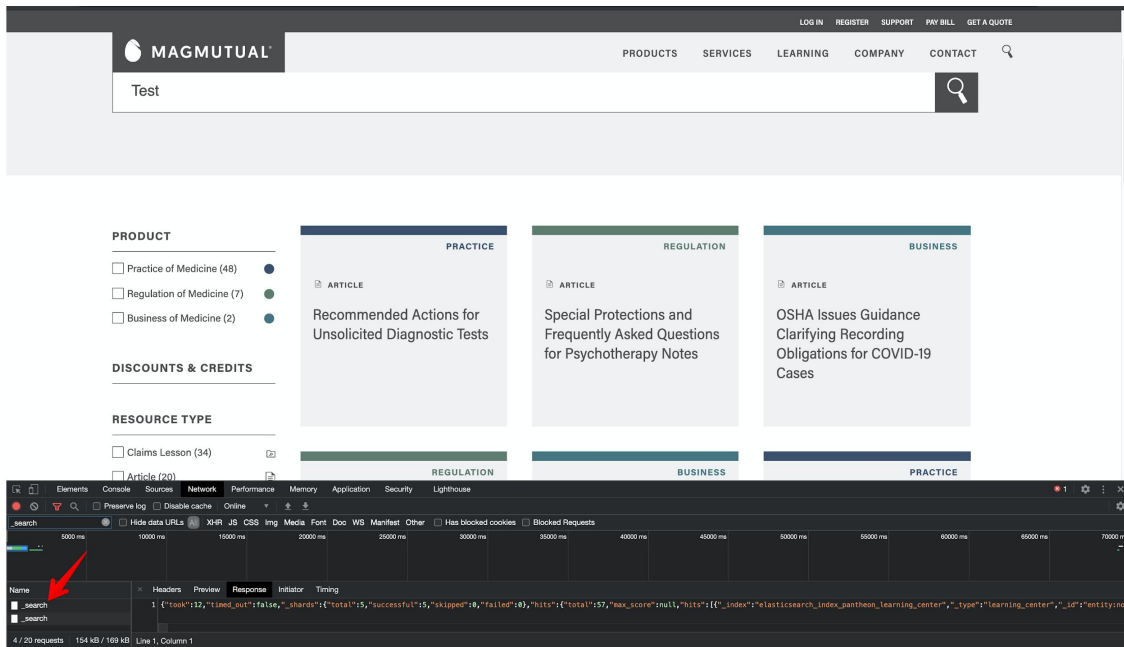 LOG IN REGISTER SUPPORT PAY BILL GET A QUOTE
MAGMUTUAL
PRODUCTS SERVICES LEARNING COMPANY CONTACT
Test
PRODUCT
Practice of Medicine (48)
Regulation of Medicine (7)
Business of Medicine (2)
DISCOUNTS & CREDITS
RESOURCE TYPE
Claims Lesson (34)
Article (20)
PRACTICE
ARTICLE
Recommended Actions for
Unsolicited Diagnostic Tests
REGULATION
ARTICLE
Special Protections and
Frequently Asked Questions
for Psychotherapy Notes
BUSINESS
ARTICLE
OSHA Issues Guidance
Clarifying Recording
Obligations for COVID-19
Cases
REGULATION
BUSINESS
PRACTICE
Elements Console Sources Network Performance Memory Application Security Lighthouse 1
Preserve log Disable cache Online
_search Hide data URLs All XHR JS CSS Img Media Font Doc WS Manifest Other Has blocked cookies Blocked Requests
5000 ms 10000 ms 15000 ms 20000 ms 25000 ms 30000 ms 35000 ms 40000 ms 45000 ms 50000 ms 55000 ms 60000 ms 65000 ms 70000 m
Name × Headers Preview Response Initiator Timing
_search 1 {"took":12,"timed_out":false,"_shards":{"total":5,"successful":5,"skipped":0,"failed":0},"hits":{"total":57,"max_score":null,"hits":[{"_index":"elasticsearch_index_pantheon_learning_center","_type":"learning_center","_id":"entity:no
_search
4 / 20 requests 154 kB / 169 kB Line 1, Column 1